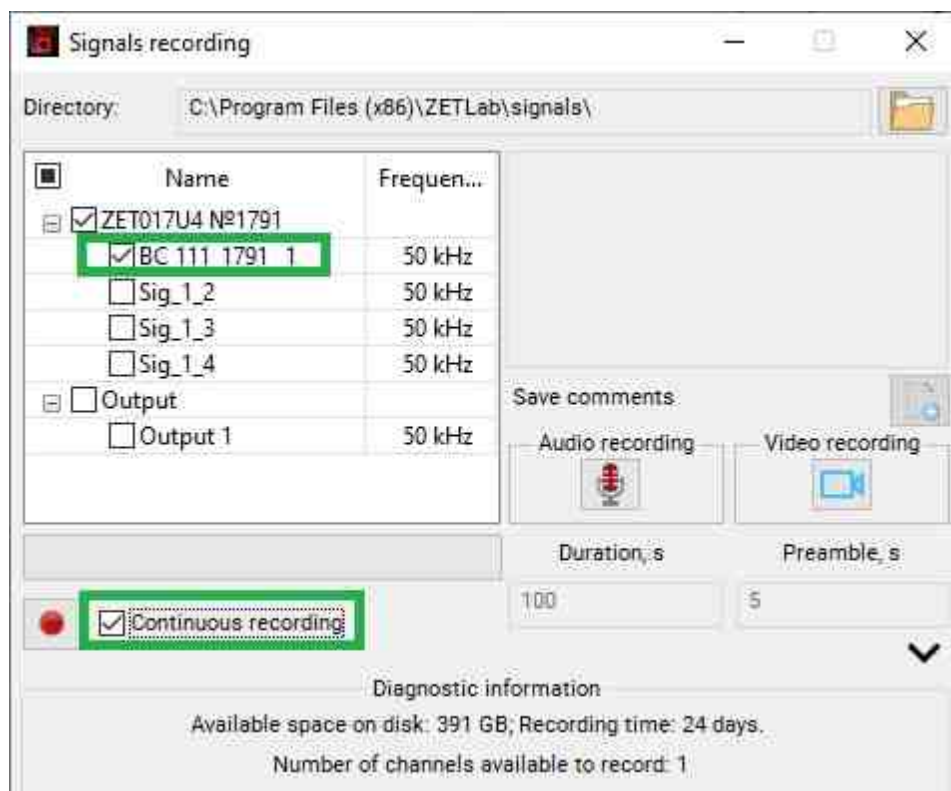 Signals recording
Directory: C:\Program Files (x86)\ZETLab\signals\
Name Frequen...
ZET017U4 №1791
BC 111 1791 1 50 kHz
Sig_1_2 50 kHz
Sig_1_3 50 kHz
Sig_1_4 50 kHz
Output
Output 1 50 kHz
Save comments
Audio recording Video recording
Duration, s Preamble, s
100 5
Continuous recording
Diagnostic information
Available space on disk: 391 GB; Recording time: 24 days.
Number of channels available to record: 1